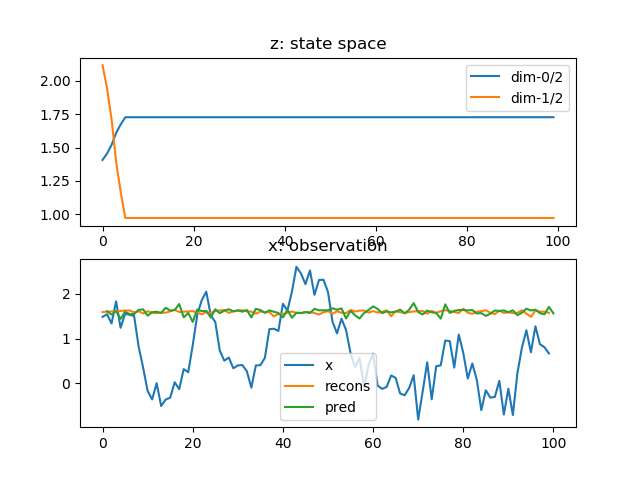 z: state space
2.00
1.75
1.50
1.25
1.00
dim-0/2
dim-1/2
0 20 40 60 80 100
x: observation
2
1
0
x
recons
pred
0 20 40 60 80 100